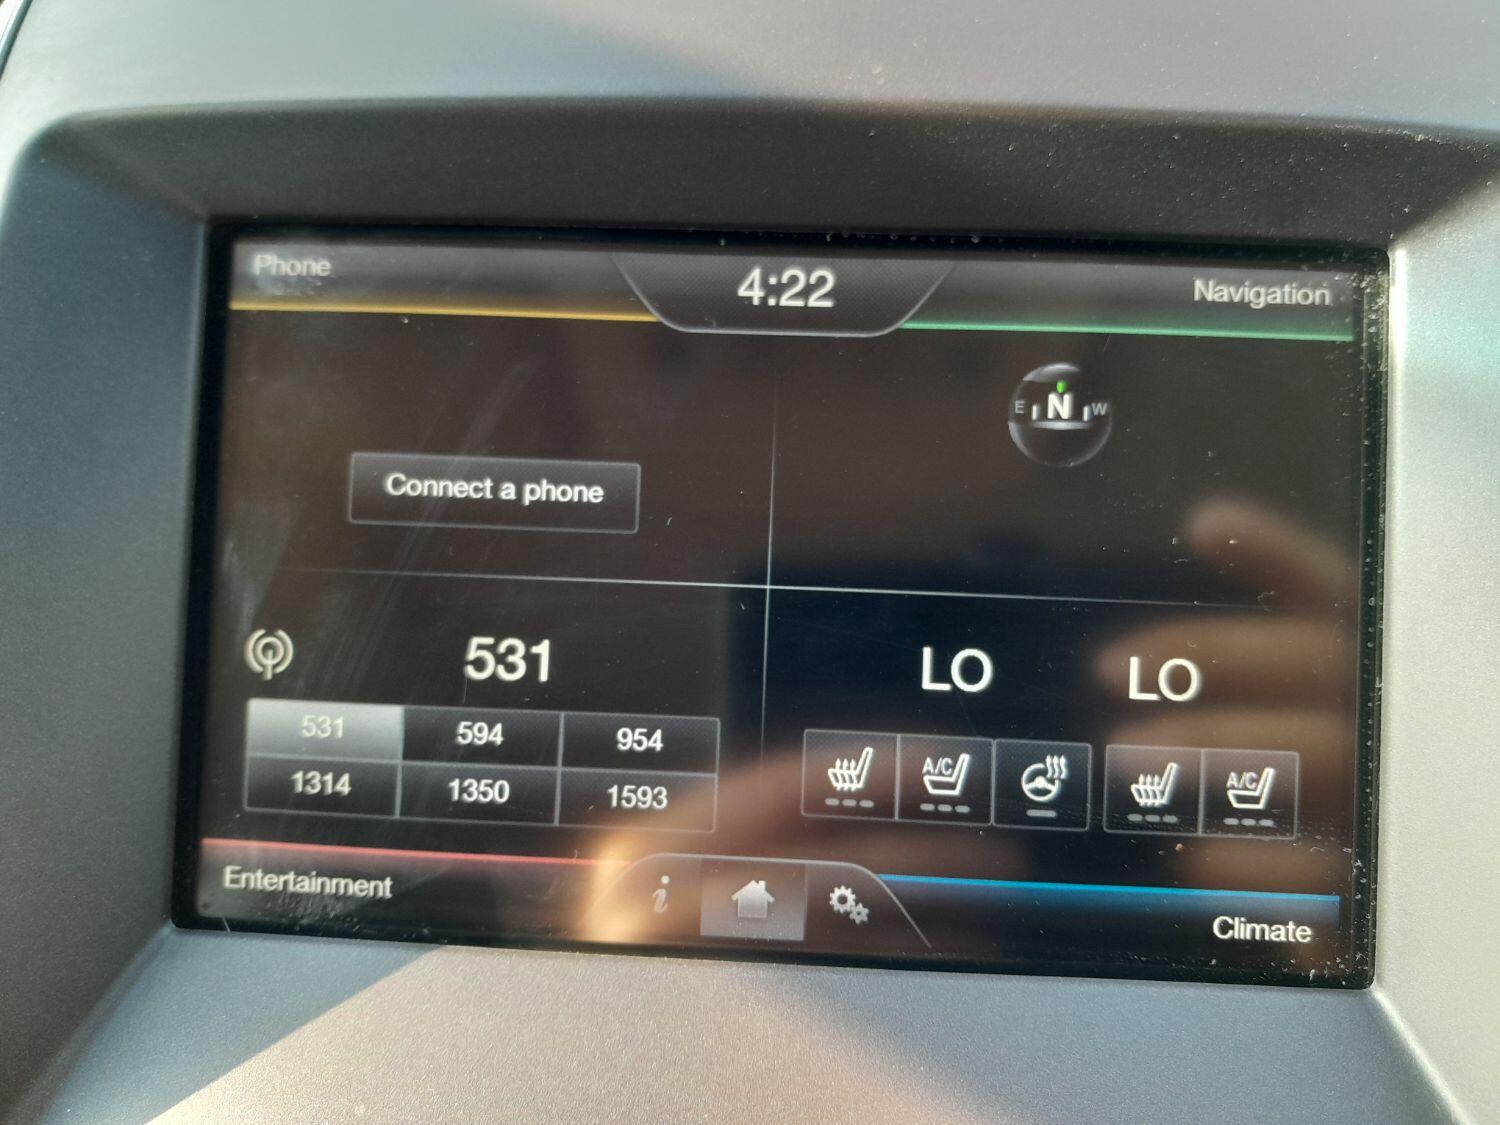 Phone
4:22
Navigation
E N W
Connect a phone
531
531 594 954
1314 1350 1593
LO LO
A/C A/C
Entertainment
i
Climate